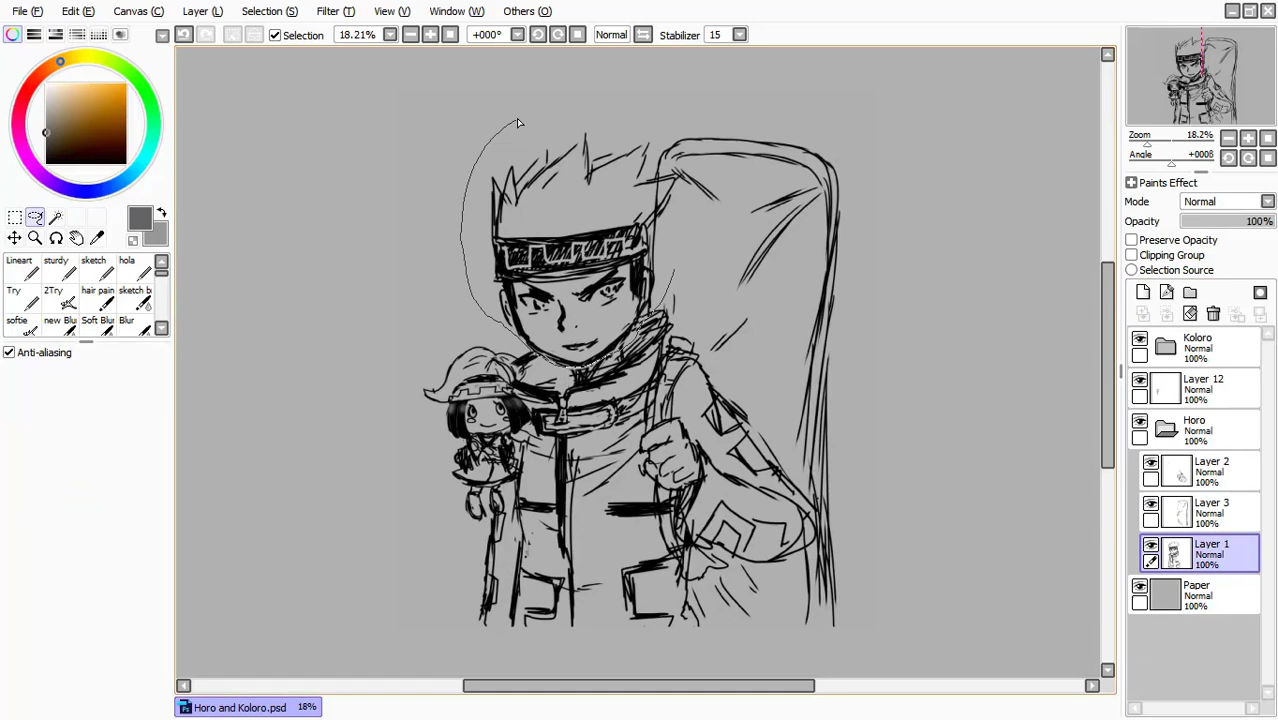 File (F) Edit (E) Canvas (C) Layer (L) Selection (S) Filter (T) View (V) Window (W) Others (O)
Selection 18.21% +000° Normal Stabilizer 15
Lineart sturdy sketch hola
Try 2Try hair pain sketch b
softie new Blur Soft Blur Blur
Anti-aliasing
Zoom 18.2%
Angle +000ß
Paints Effect
Mode Normal
Opacity 100%
Preserve Opacity
Clipping Group
Selection Source
Koloro
Normal
100%
Layer 12
Normal
100%
Horo
Normal
100%
Layer 2
Normal
100%
Layer 3
Normal
100%
Layer 1
Normal
100%
Paper
Normal
100%
Horo and Koloro.psd 18%